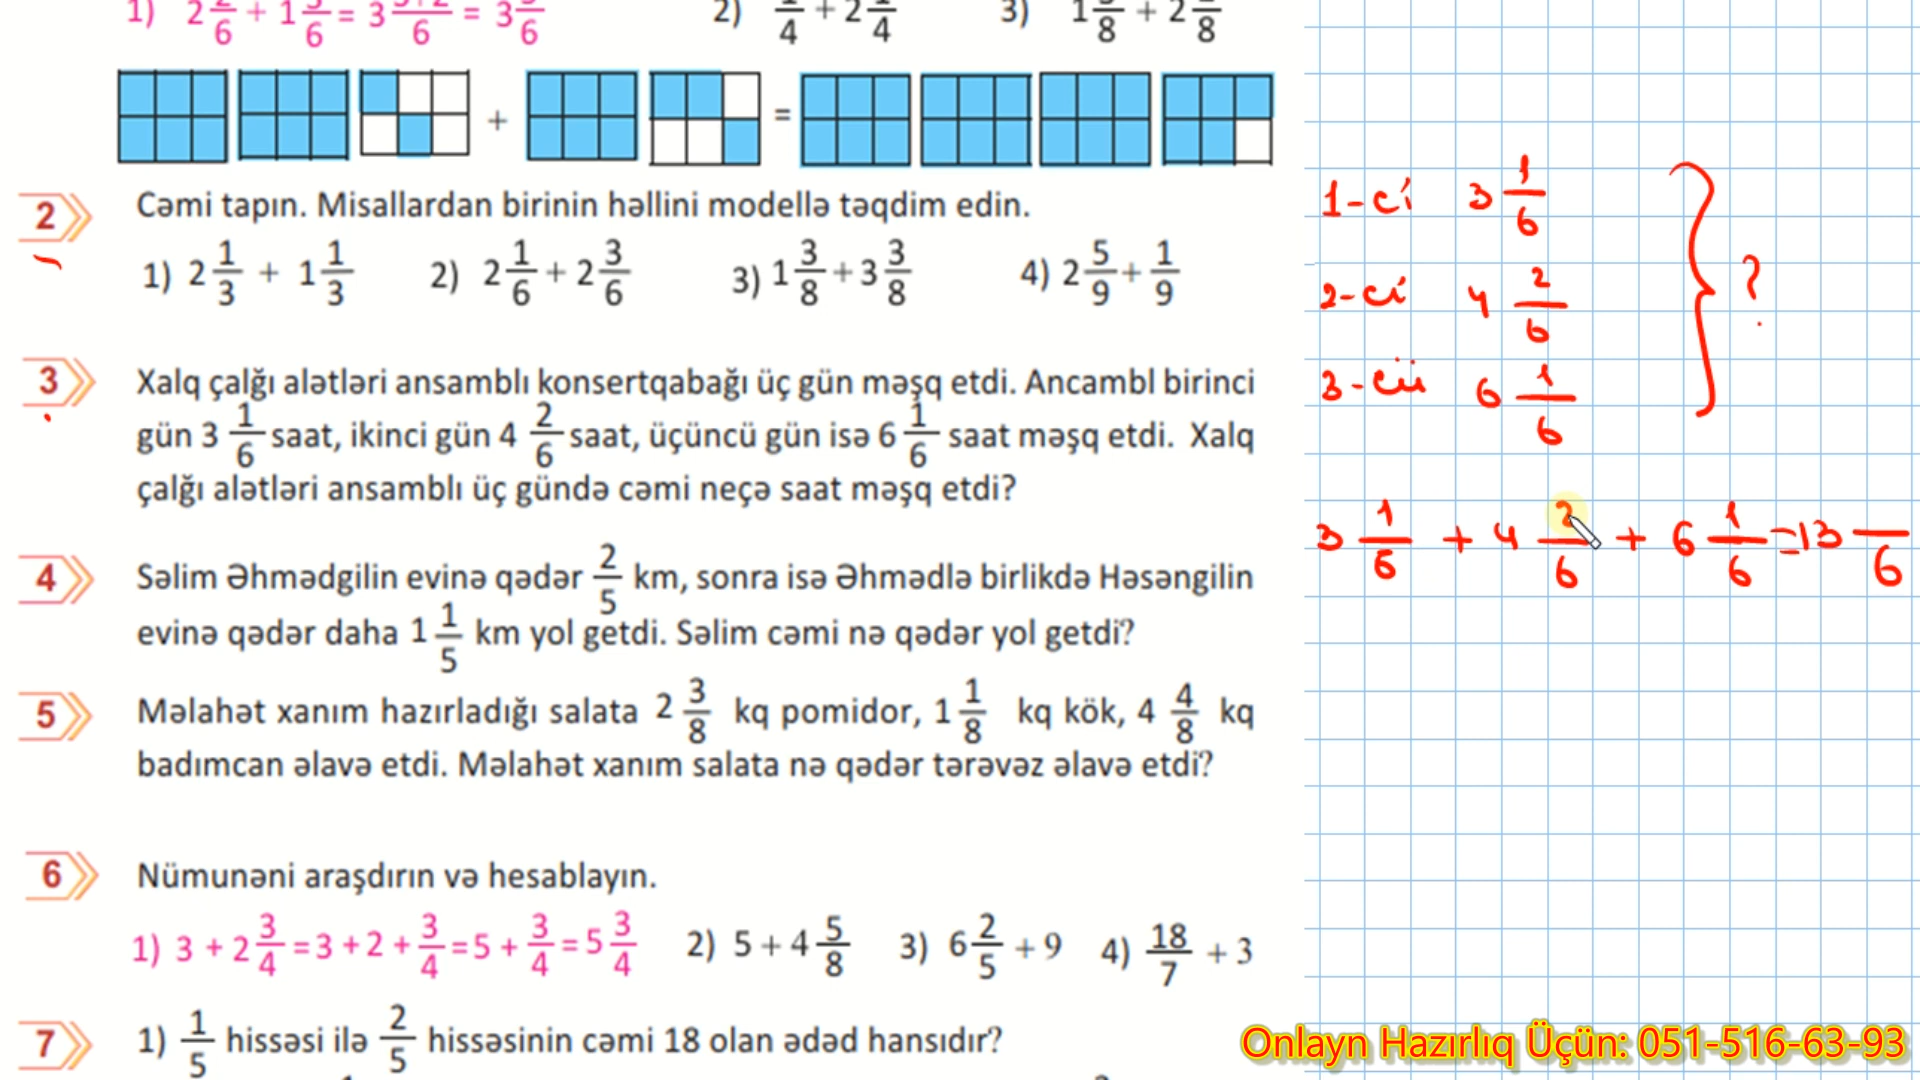 1) 2 2/6 + 1 3/6 = 3 3+2/6 = 3 5/6 2) /4 + 2 /4 3) 1 /8 + 2 /8
+ =
2 Cəmi tapın. Misallardan birinin həllini modellə təqdim edin.
1) 2 1/3 + 1 1/3 2) 2 1/6 + 2 3/6 3) 1 3/8 + 3 3/8 4) 2 5/9 + 1/9
3 Xalq çalğı alətləri ansamblı konsertqabağı üç gün məşq etdi. Ancambl birinci
gün 3 1/6 saat, ikinci gün 4 2/6 saat, üçüncü gün isə 6 1/6 saat məşq etdi. Xalq
çalğı alətləri ansamblı üç gündə cəmi neçə saat məşq etdi?
4 Səlim Əhmədgilin evinə qədər 2/5 km, sonra isə Əhmədlə birlikdə Həsəngilin
evinə qədər daha 1 1/5 km yol getdi. Səlim cəmi nə qədər yol getdi?
5 Məlahət xanım hazırladığı salata 2 3/8 kq pomidor, 1 1/8 kq kök, 4 4/8 kq
badımcan əlavə etdi. Məlahət xanım salata nə qədər tərəvəz əlavə etdi?
6 Nümunəni araşdırın və hesablayın.
1) 3 + 2 3/4 = 3 + 2 + 3/4 = 5 + 3/4 = 5 3/4 2) 5 + 4 5/8 3) 6 2/5 + 9 4) 18/7 + 3
7 1) 1/5 hissəsi ilə 2/5 hissəsinin cəmi 18 olan ədəd hansıdır?
1-ci 3 1/6
2-ci 4 2/6
3-cü 6 1/6
?
3 1/6 + 4 2/6 + 6 1/6 = 13 /6
Onlayn Hazırlıq Üçün: 051-516-63-93